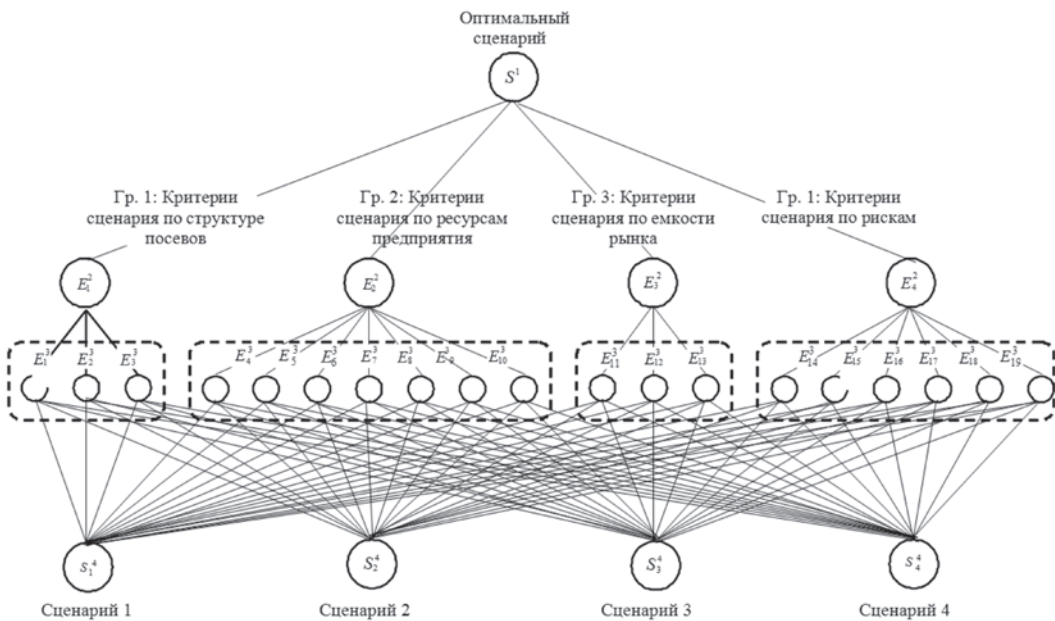 Оптимальный
сценарий
S¹
Гр. 1: Критерии
сценария по структуре
посевов
Гр. 2: Критерии
сценария по ресурсам
предприятия
Гр. 3: Критерии
сценария по емкости
рынка
Гр. 1: Критерии
сценария по рискам
E₁² E₂² E₃² E₄²
E₁³ E₂³ E₃³ E₄³ E₅³ E₆³ E₇³ E₈³ E₉³ E₁₀³ E₁₁³ E₁₂³ E₁₃³ E₁₄³ E₁₅³ E₁₆³ E₁₇³ E₁₈³ E₁₉³
S₁⁴ S₂⁴ S₃⁴ S₄⁴
Сценарий 1 Сценарий 2 Сценарий 3 Сценарий 4